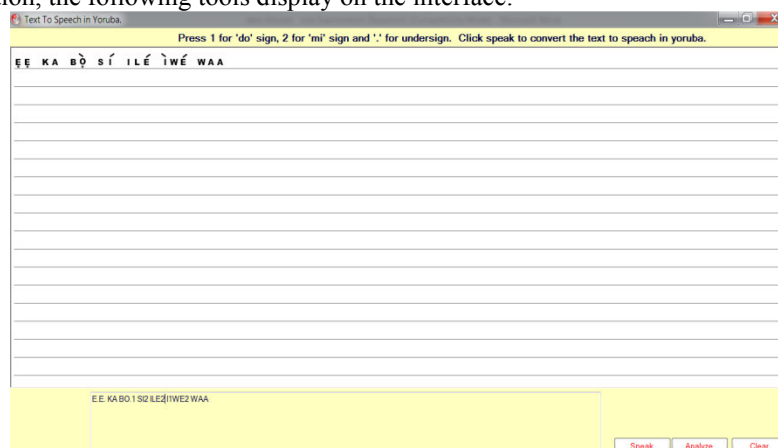 tion, the following tools display on the interface.
Text To Speech in Yoruba.
Press 1 for 'do' sign, 2 for 'mi' sign and '.' for undersign. Click speak to convert the text to speach in yoruba.
ẸẸ KA BỌ̀ SÍ ILÉ ÌWÉ WAA
E.E. KA BO.1 SI2 ILE2 I1WE2 WAA
Speak Analyze Clear